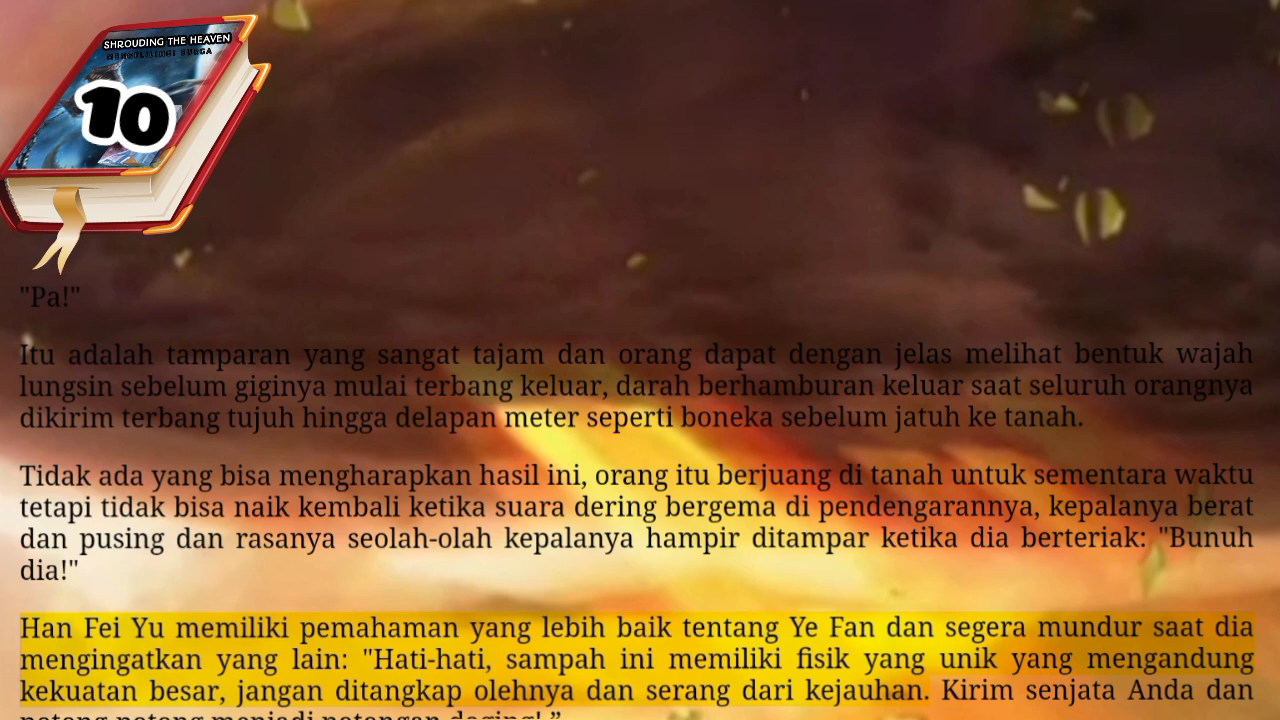 SHROUDING THE HEAVEN
10
"Pa!"
Itu adalah tamparan yang sangat tajam dan orang dapat dengan jelas melihat bentuk wajah
lungsin sebelum giginya mulai terbang keluar, darah berhamburan keluar saat seluruh orangnya
dikirim terbang tujuh hingga delapan meter seperti boneka sebelum jatuh ke tanah.
Tidak ada yang bisa mengharapkan hasil ini, orang itu berjuang di tanah untuk sementara waktu
tetapi tidak bisa naik kembali ketika suara dering bergema di pendengarannya, kepalanya berat
dan pusing dan rasanya seolah-olah kepalanya hampir ditampar ketika dia berteriak: "Bunuh
dia!"
Han Fei Yu memiliki pemahaman yang lebih baik tentang Ye Fan dan segera mundur saat dia
mengingatkan yang lain: "Hati-hati, sampah ini memiliki fisik yang unik yang mengandung
kekuatan besar, jangan ditangkap olehnya dan serang dari kejauhan. Kirim senjata Anda dan